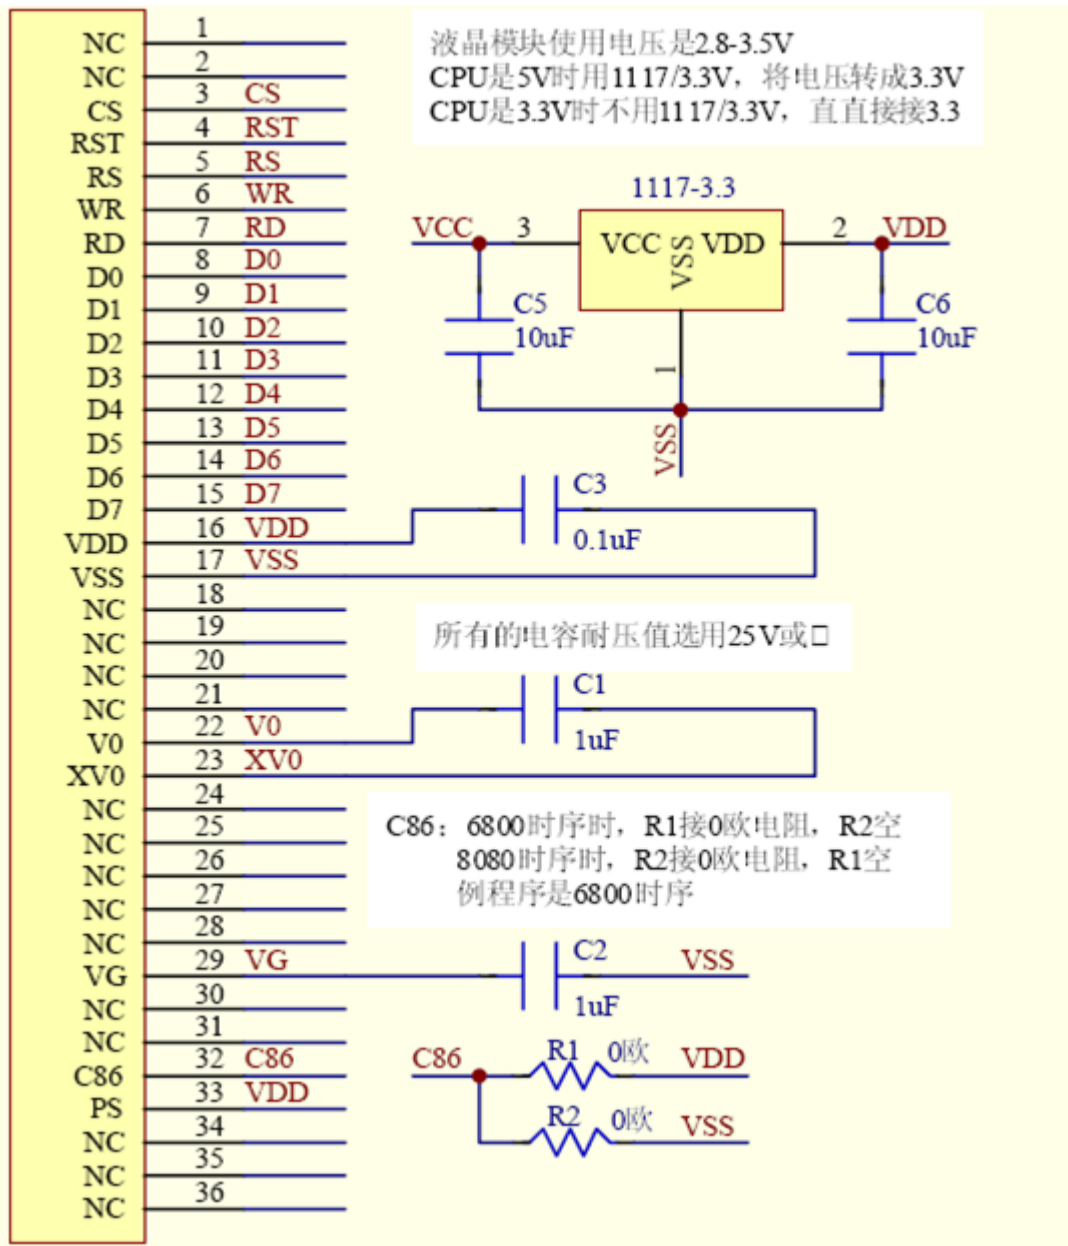 NC 1
NC 2
CS 3 CS
RST 4 RST
RS 5 RS
WR 6 WR
RD 7 RD
D0 8 D0
D1 9 D1
D2 10 D2
D3 11 D3
D4 12 D4
D5 13 D5
D6 14 D6
D7 15 D7
VDD 16 VDD
VSS 17 VSS
NC 18
NC 19
NC 20
NC 21
V0 22 V0
XV0 23 XV0
NC 24
NC 25
NC 26
NC 27
NC 28
VG 29 VG
NC 30
NC 31
C86 32 C86
PS 33 VDD
NC 34
NC 35
NC 36
液晶模块使用电压是2.8-3.5V
CPU是5V时用1117/3.3V，将电压转成3.3V
CPU是3.3V时不用1117/3.3V，直直接接3.3
1117-3.3
VCC 3 VCC VSS VDD 2 VDD
C5
10uF
C6
10uF
1
VSS
C3
0.1uF
所有的电容耐压值选用25V或□
C1
1uF
C86：6800时序时，R1接0欧电阻，R2空
8080时序时，R2接0欧电阻，R1空
例程序是6800时序
C2 VSS
1uF
C86 R1 0欧 VDD
R2 0欧 VSS